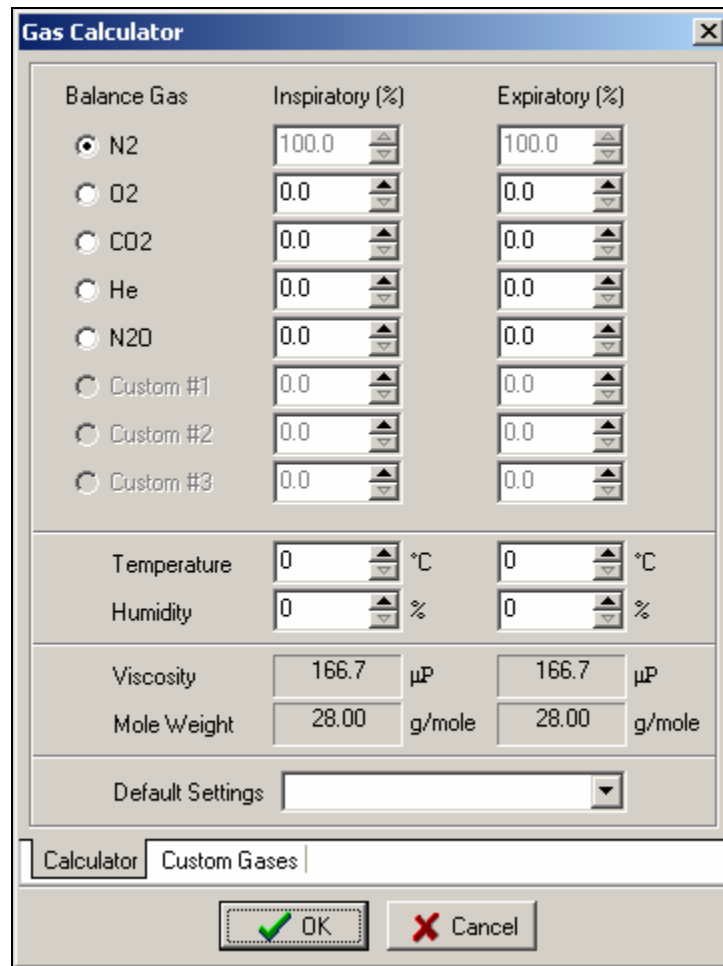 Gas Calculator
Balance Gas Inspiratory (%) Expiratory (%)
N2 100.0 100.0
O2 0.0 0.0
CO2 0.0 0.0
He 0.0 0.0
N2O 0.0 0.0
Custom #1 0.0 0.0
Custom #2 0.0 0.0
Custom #3 0.0 0.0
Temperature 0 °C 0 °C
Humidity 0 % 0 %
Viscosity 166.7 µP 166.7 µP
Mole Weight 28.00 g/mole 28.00 g/mole
Default Settings
Calculator Custom Gases
OK Cancel